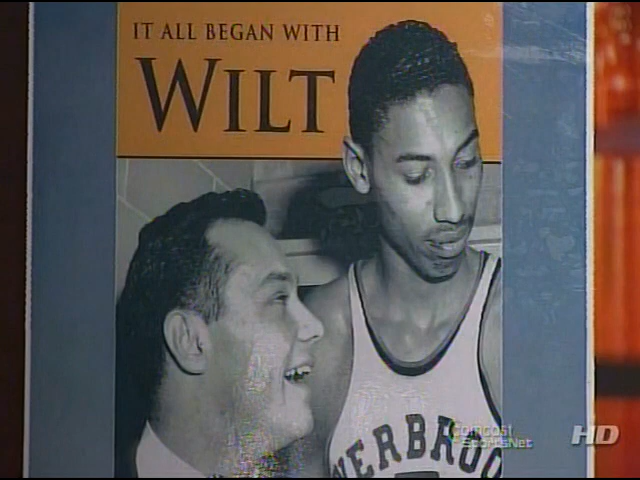 IT ALL BEGAN WITH
WILT
VERBROO
Comcast
SportsNet
HD